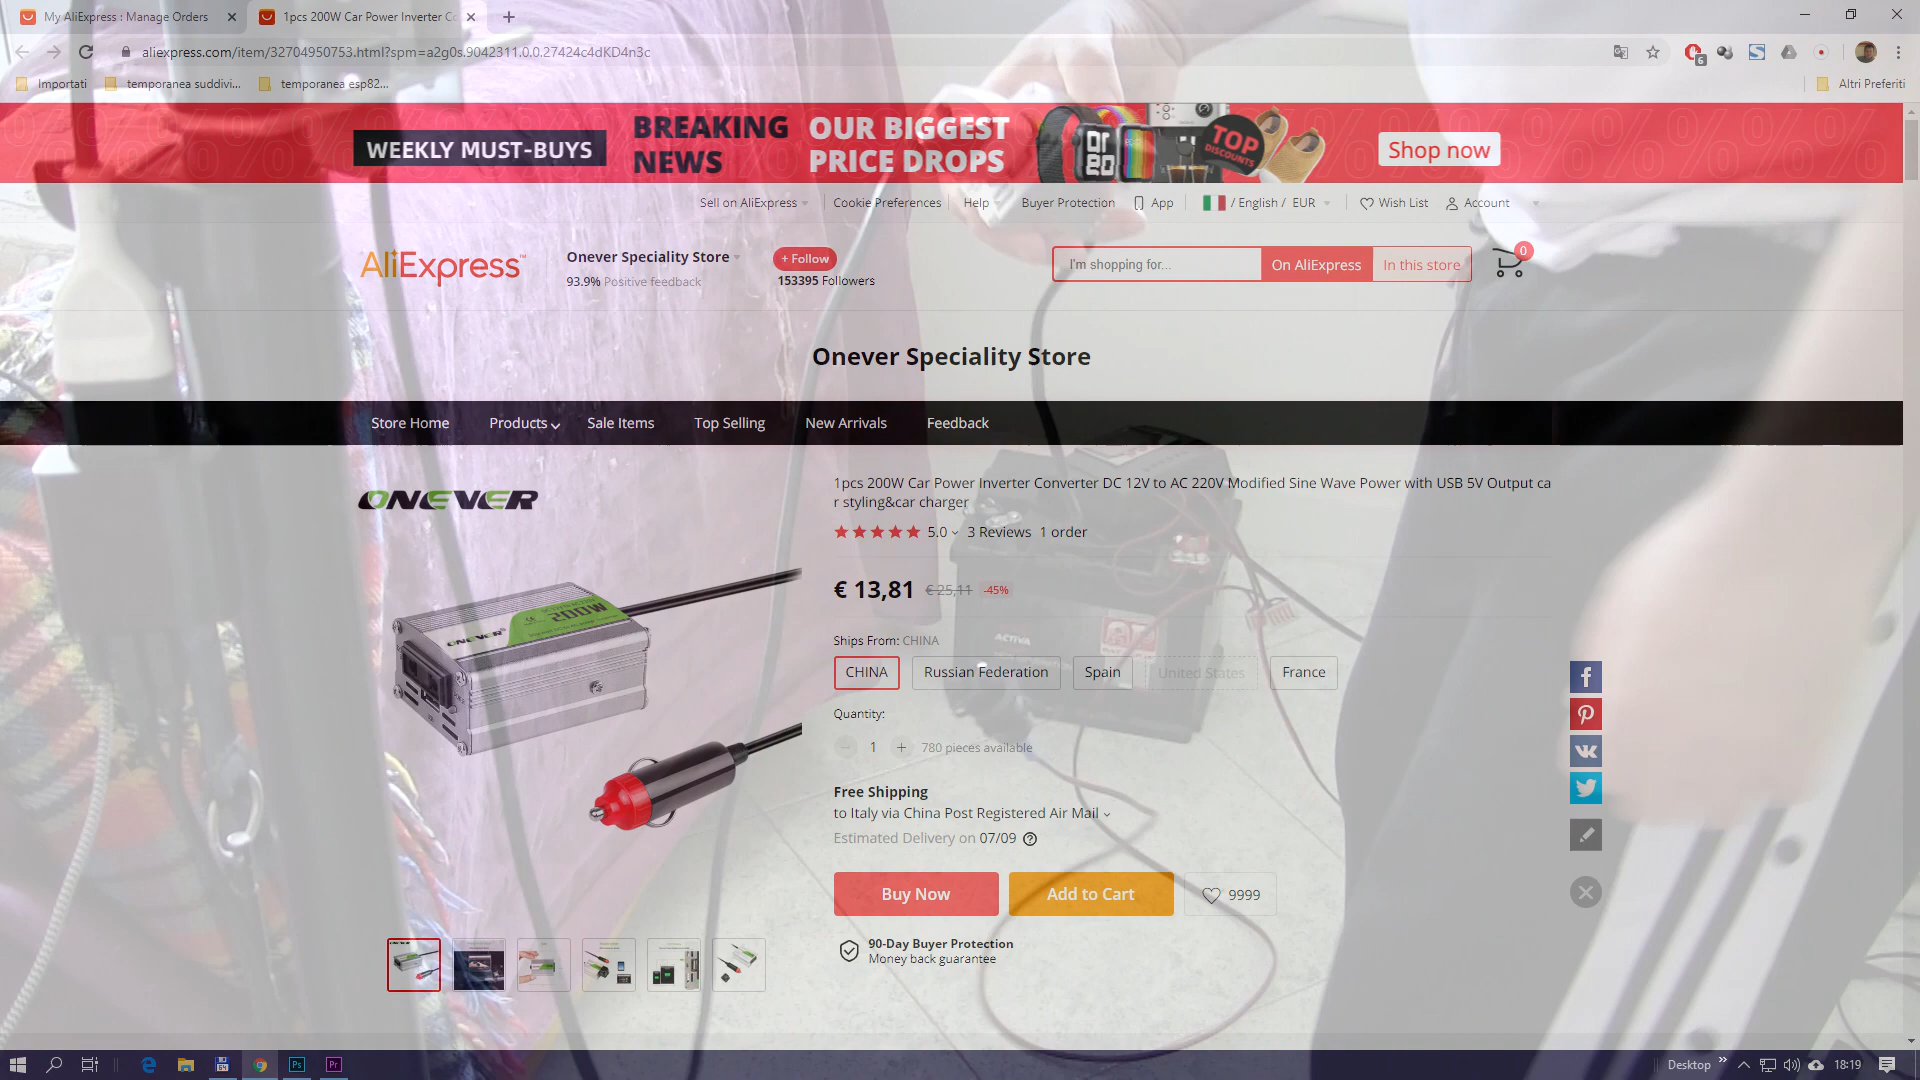 My AliExpress : Manage Orders
1pcs 200W Car Power Inverter Co
aliexpress.com/item/32704950753.html?spm=a2g0s.9042311.0.0.27424c4dKD4n3c
6
Importati
temporanea suddivi...
temporanea esp82...
Altri Preferiti
WEEKLY MUST-BUYS
BREAKING NEWS
OUR BIGGEST PRICE DROPS
TOP DISCOUNTS
Shop now
Sell on AliExpress
Cookie Preferences
Help
Buyer Protection
App
/ English / EUR
Wish List
Account
AliExpress™
Onever Speciality Store
93.9% Positive feedback
+ Follow
153395 Followers
I'm shopping for...
On AliExpress
In this store
0
Onever Speciality Store
Store Home
Products
Sale Items
Top Selling
New Arrivals
Feedback
ONEVER
ONEVER
200W
1pcs 200W Car Power Inverter Converter DC 12V to AC 220V Modified Sine Wave Power with USB 5V Output ca
r styling&car charger
5.0
3 Reviews
1 order
€ 13,81
€ 25,11
-45%
Ships From: CHINA
CHINA
Russian Federation
Spain
United States
France
ACTIVA
Quantity:
1
780 pieces available
Free Shipping
to Italy via China Post Registered Air Mail
Estimated Delivery on 07/09
Buy Now
Add to Cart
9999
90-Day Buyer Protection
Money back guarantee
Ps
Pr
Desktop
18:19